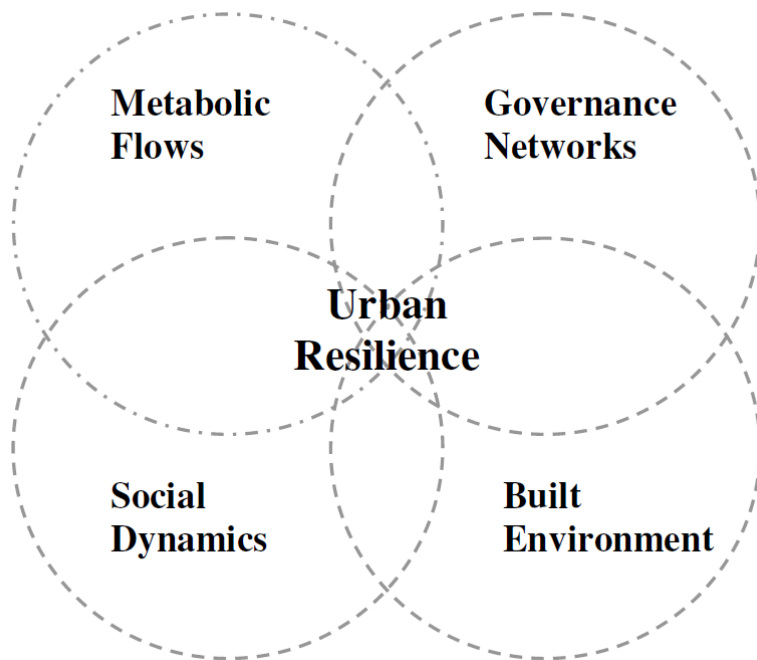 Metabolic
Flows
Governance
Networks
Urban
Resilience
Social
Dynamics
Built
Environment